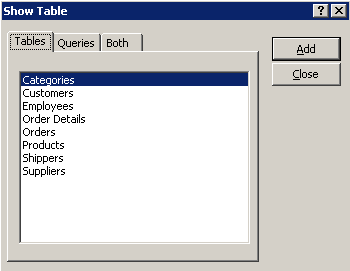 Show Table
Tables Queries Both
Add
Close
Categories
Customers
Employees
Order Details
Orders
Products
Shippers
Suppliers